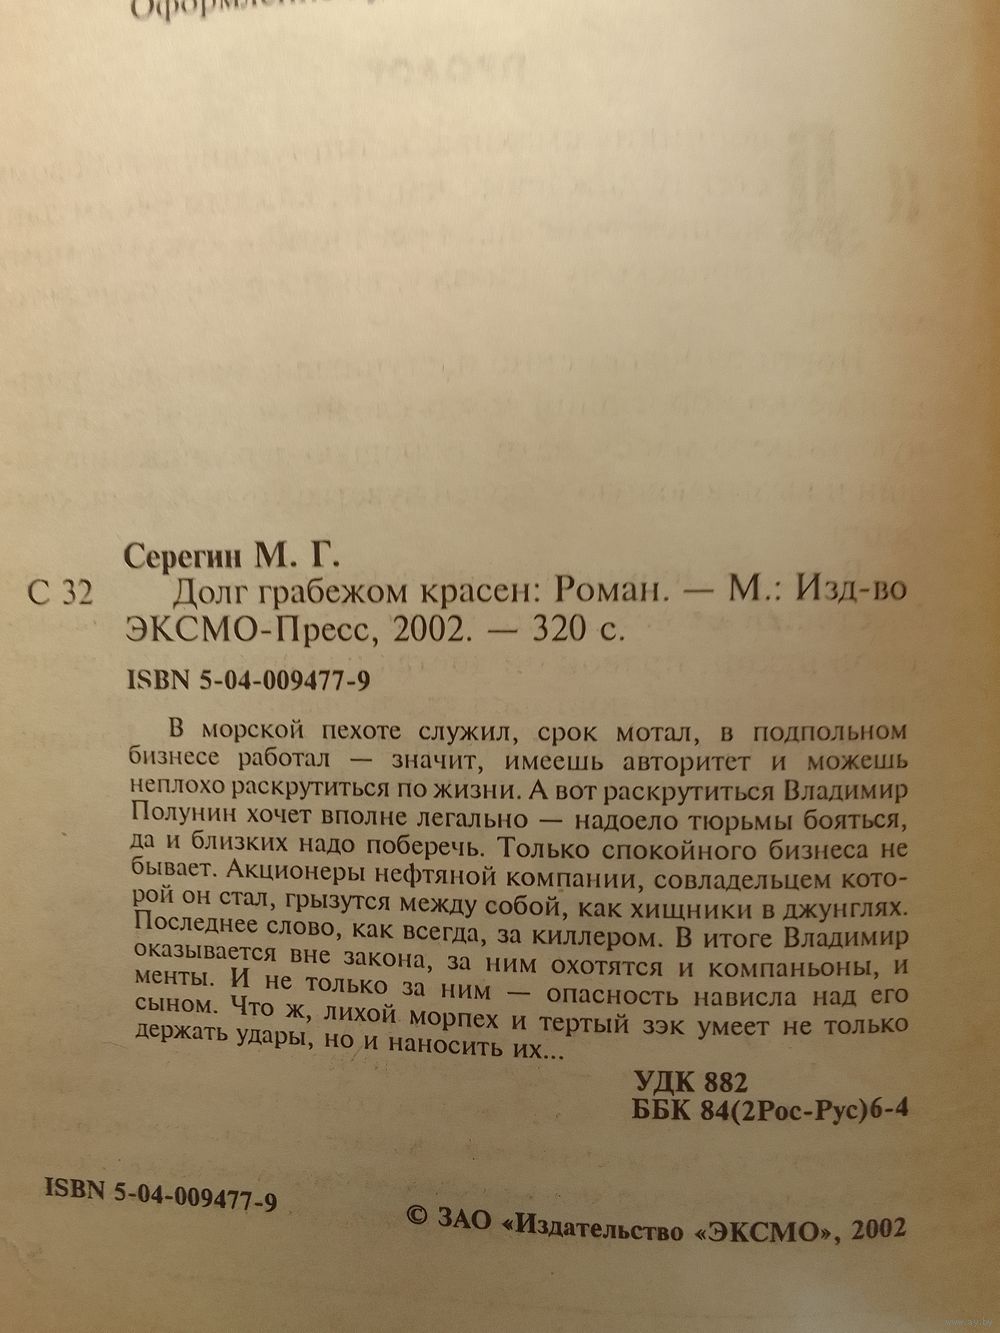 Серегин М. Г.
С 32 Долг грабежом красен: Роман. — М.: Изд-во
ЭКСМО-Пресс, 2002. — 320 с.
ISBN 5-04-009477-9
В морской пехоте служил, срок мотал, в подпольном
бизнесе работал — значит, имеешь авторитет и можешь
неплохо раскрутиться по жизни. А вот раскрутиться Владимир
Полунин хочет вполне легально — надоело тюрьмы бояться,
да и близких надо поберечь. Только спокойного бизнеса не
бывает. Акционеры нефтяной компании, совладельцем кото-
рой он стал, грызутся между собой, как хищники в джунглях.
Последнее слово, как всегда, за киллером. В итоге Владимир
оказывается вне закона, за ним охотятся и компаньоны, и
менты. И не только за ним — опасность нависла над его
сыном. Что ж, лихой морпех и тертый зэк умеет не только
держать удары, но и наносить их...
УДК 882
ББК 84(2Рос-Рус)6-4
ISBN 5-04-009477-9
© ЗАО «Издательство «ЭКСМО», 2002
www.ay.by